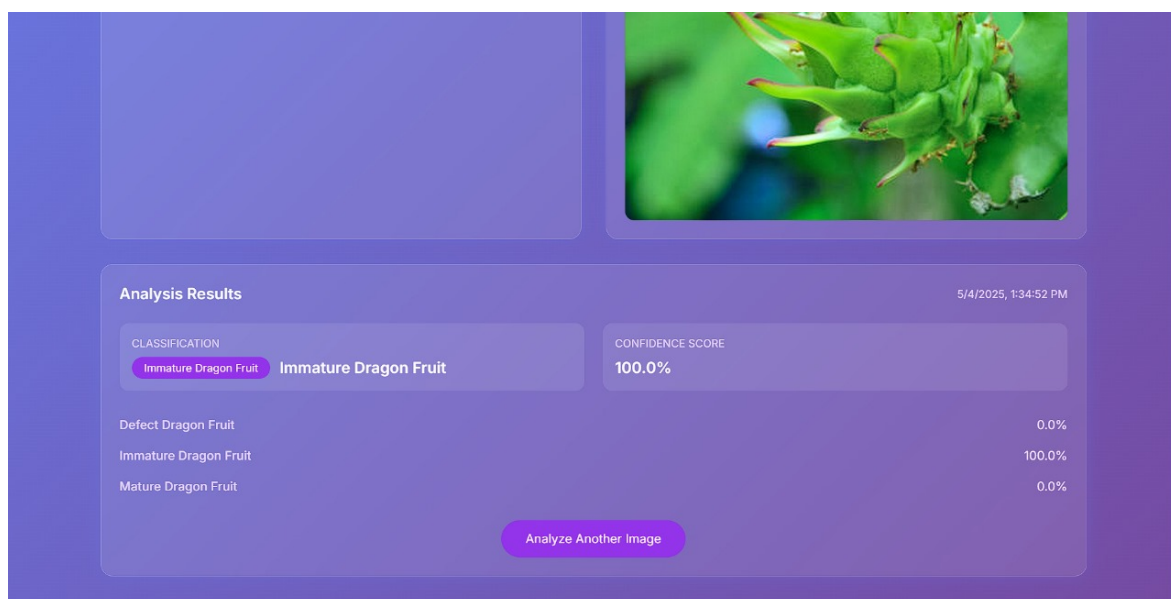 Analysis Results
5/4/2025, 1:34:52 PM
CLASSIFICATION
Immature Dragon Fruit Immature Dragon Fruit
CONFIDENCE SCORE
100.0%
Defect Dragon Fruit 0.0%
Immature Dragon Fruit 100.0%
Mature Dragon Fruit 0.0%
Analyze Another Image